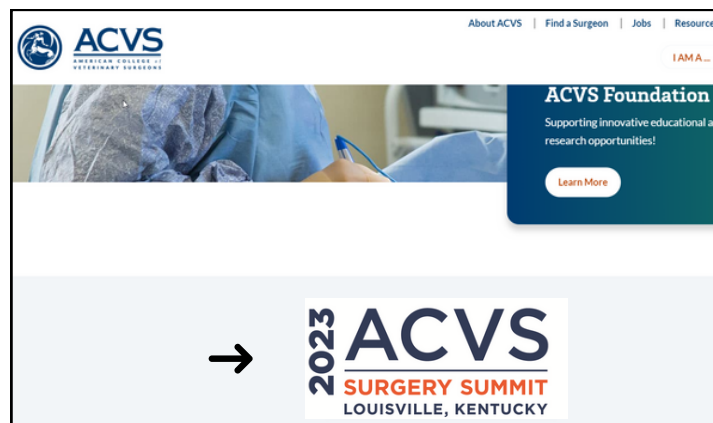 About ACVS | Find a Surgeon | Jobs | Resource
ACVS
AMERICAN COLLEGE of
VETERINARY SURGEONS
I AM A ...
ACVS Foundation
Supporting innovative educational a
research opportunities!
Learn More
2023
ACVS
SURGERY SUMMIT
LOUISVILLE, KENTUCKY